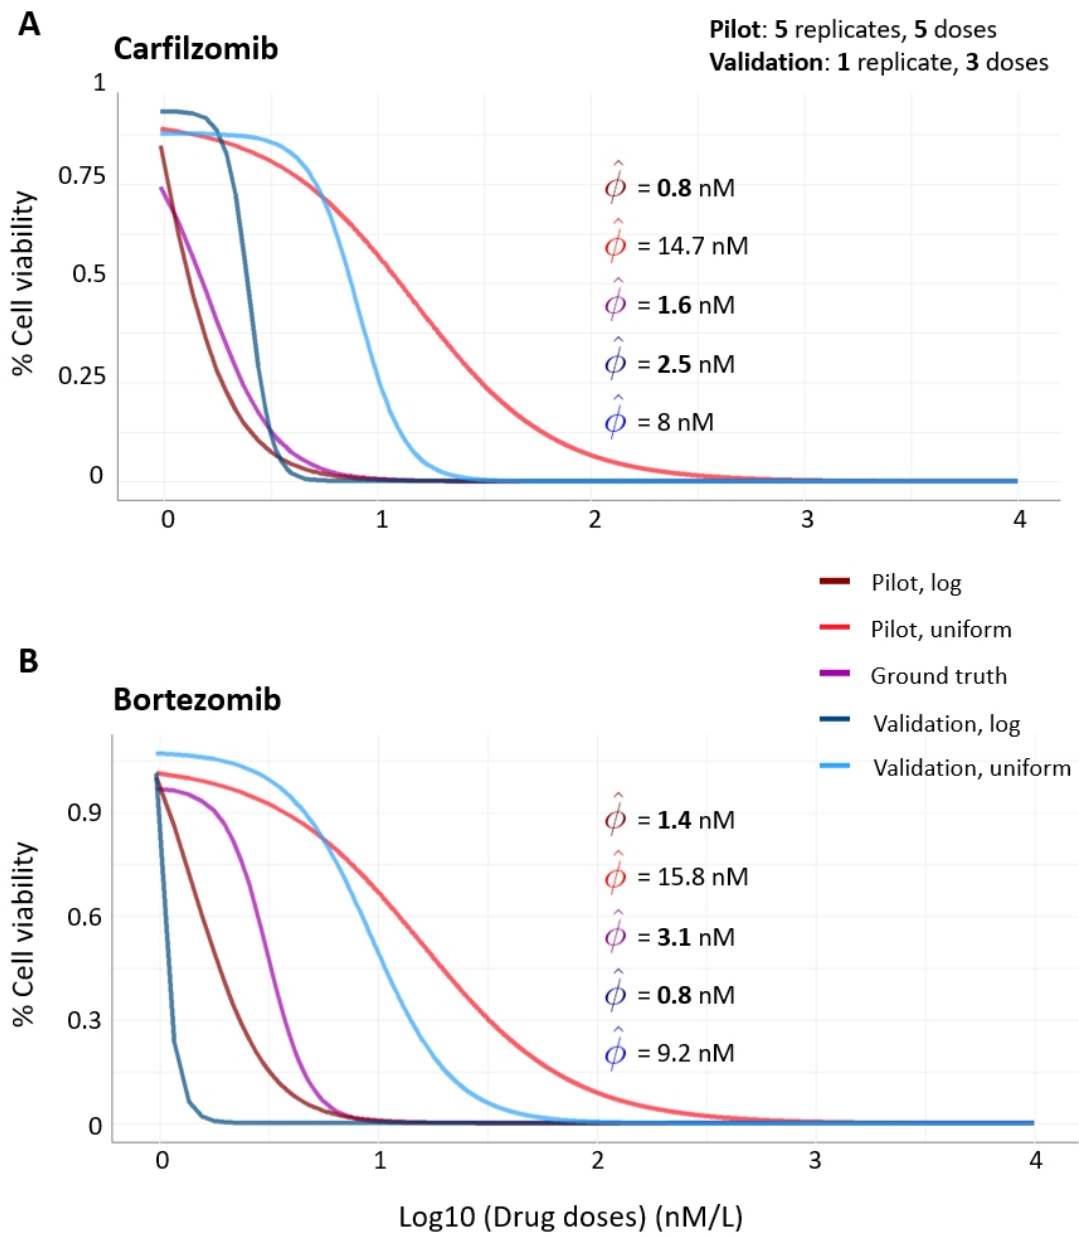 A
Carfilzomib
Pilot: 5 replicates, 5 doses
Validation: 1 replicate, 3 doses
1
0.75
0.5
0.25
0
% Cell viability
ϕ̂ = 0.8 nM
ϕ̂ = 14.7 nM
ϕ̂ = 1.6 nM
ϕ̂ = 2.5 nM
ϕ̂ = 8 nM
0 1 2 3 4
Pilot, log
Pilot, uniform
Ground truth
Validation, log
Validation, uniform
B
Bortezomib
0.9
0.6
0.3
0
% Cell viability
ϕ̂ = 1.4 nM
ϕ̂ = 15.8 nM
ϕ̂ = 3.1 nM
ϕ̂ = 0.8 nM
ϕ̂ = 9.2 nM
0 1 2 3 4
Log10 (Drug doses) (nM/L)